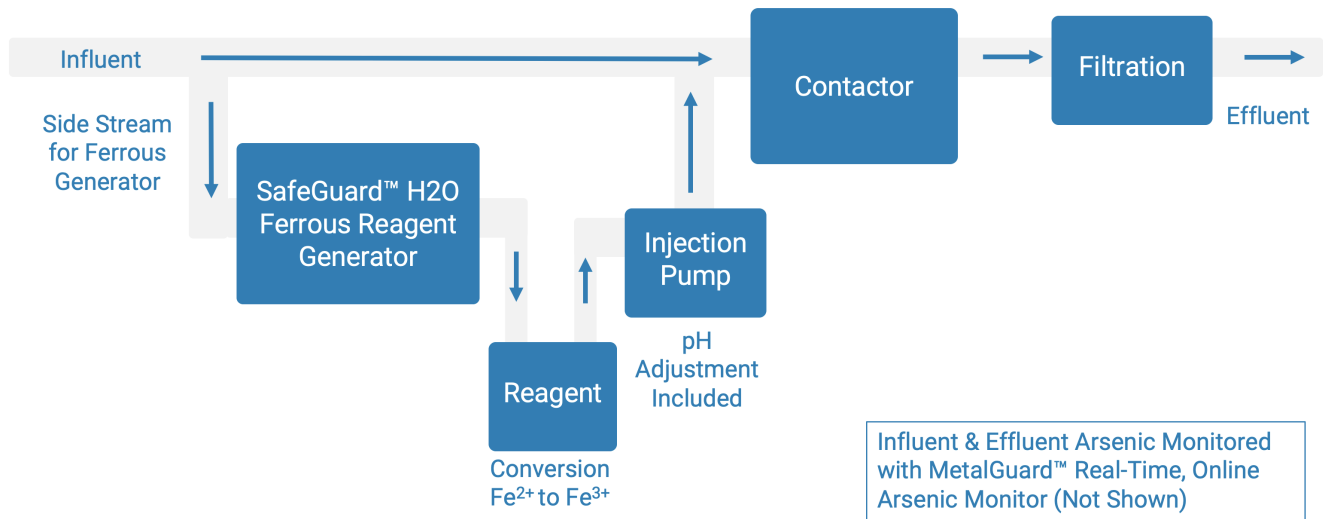 Influent
Side Stream
for Ferrous
Generator
SafeGuard™ H2O
Ferrous Reagent
Generator
Reagent
Conversion
Fe²⁺ to Fe³⁺
Injection
Pump
pH
Adjustment
Included
Contactor
Filtration
Effluent
Influent & Effluent Arsenic Monitored
with MetalGuard™ Real-Time, Online
Arsenic Monitor (Not Shown)